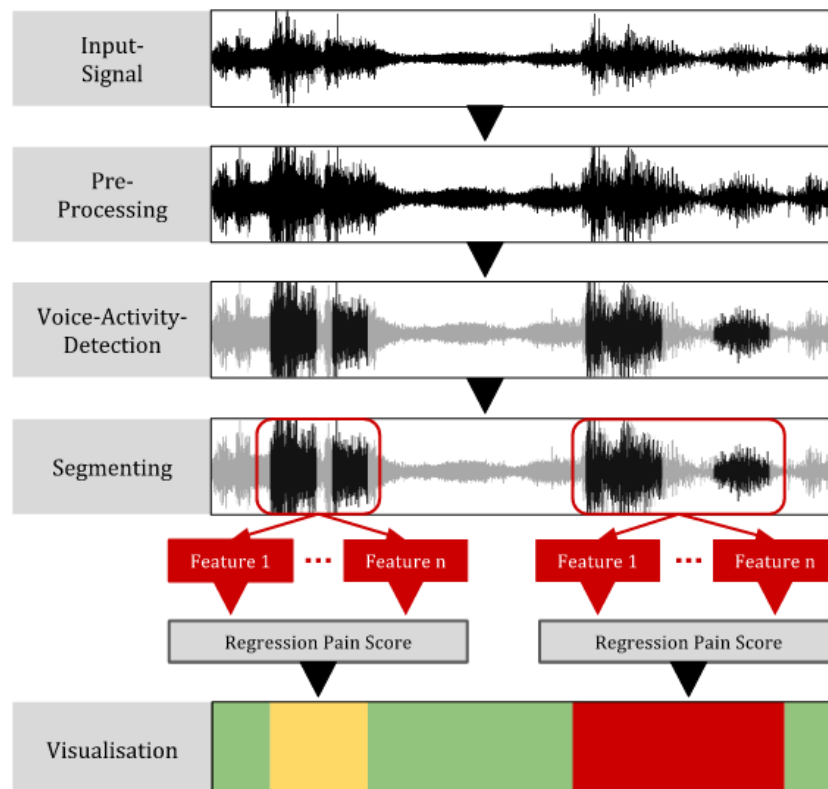 Input-
Signal
Pre-
Processing
Voice-Activity-
Detection
Segmenting
Feature 1 ... Feature n
Feature 1 ... Feature n
Regression Pain Score
Regression Pain Score
Visualisation